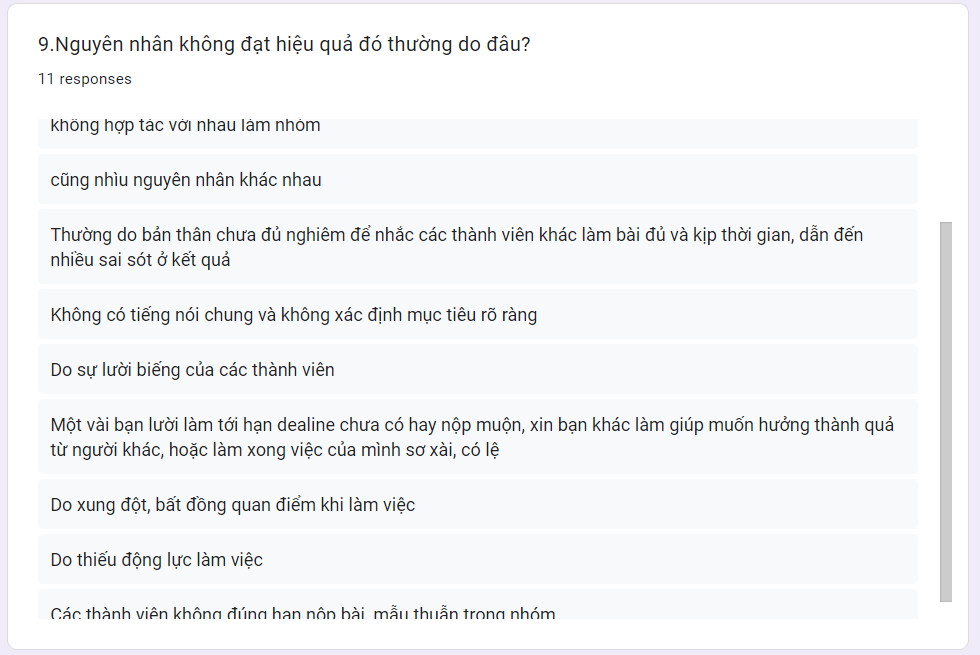 9.Nguyên nhân không đạt hiệu quả đó thường do đâu?
11 responses
không hợp tác với nhau làm nhóm
cũng nhìu nguyên nhân khác nhau
Thường do bản thân chưa đủ nghiêm để nhắc các thành viên khác làm bài đủ và kịp thời gian, dẫn đến
nhiều sai sót ở kết quả
Không có tiếng nói chung và không xác định mục tiêu rõ ràng
Do sự lười biếng của các thành viên
Một vài bạn lười làm tới hạn dealine chưa có hay nộp muộn, xin bạn khác làm giúp muốn hưởng thành quả
từ người khác, hoặc làm xong việc của mình sơ xài, có lệ
Do xung đột, bất đồng quan điểm khi làm việc
Do thiếu động lực làm việc
Các thành viên không đúng hạn nộp bài, mẫu thuẫn trong nhóm